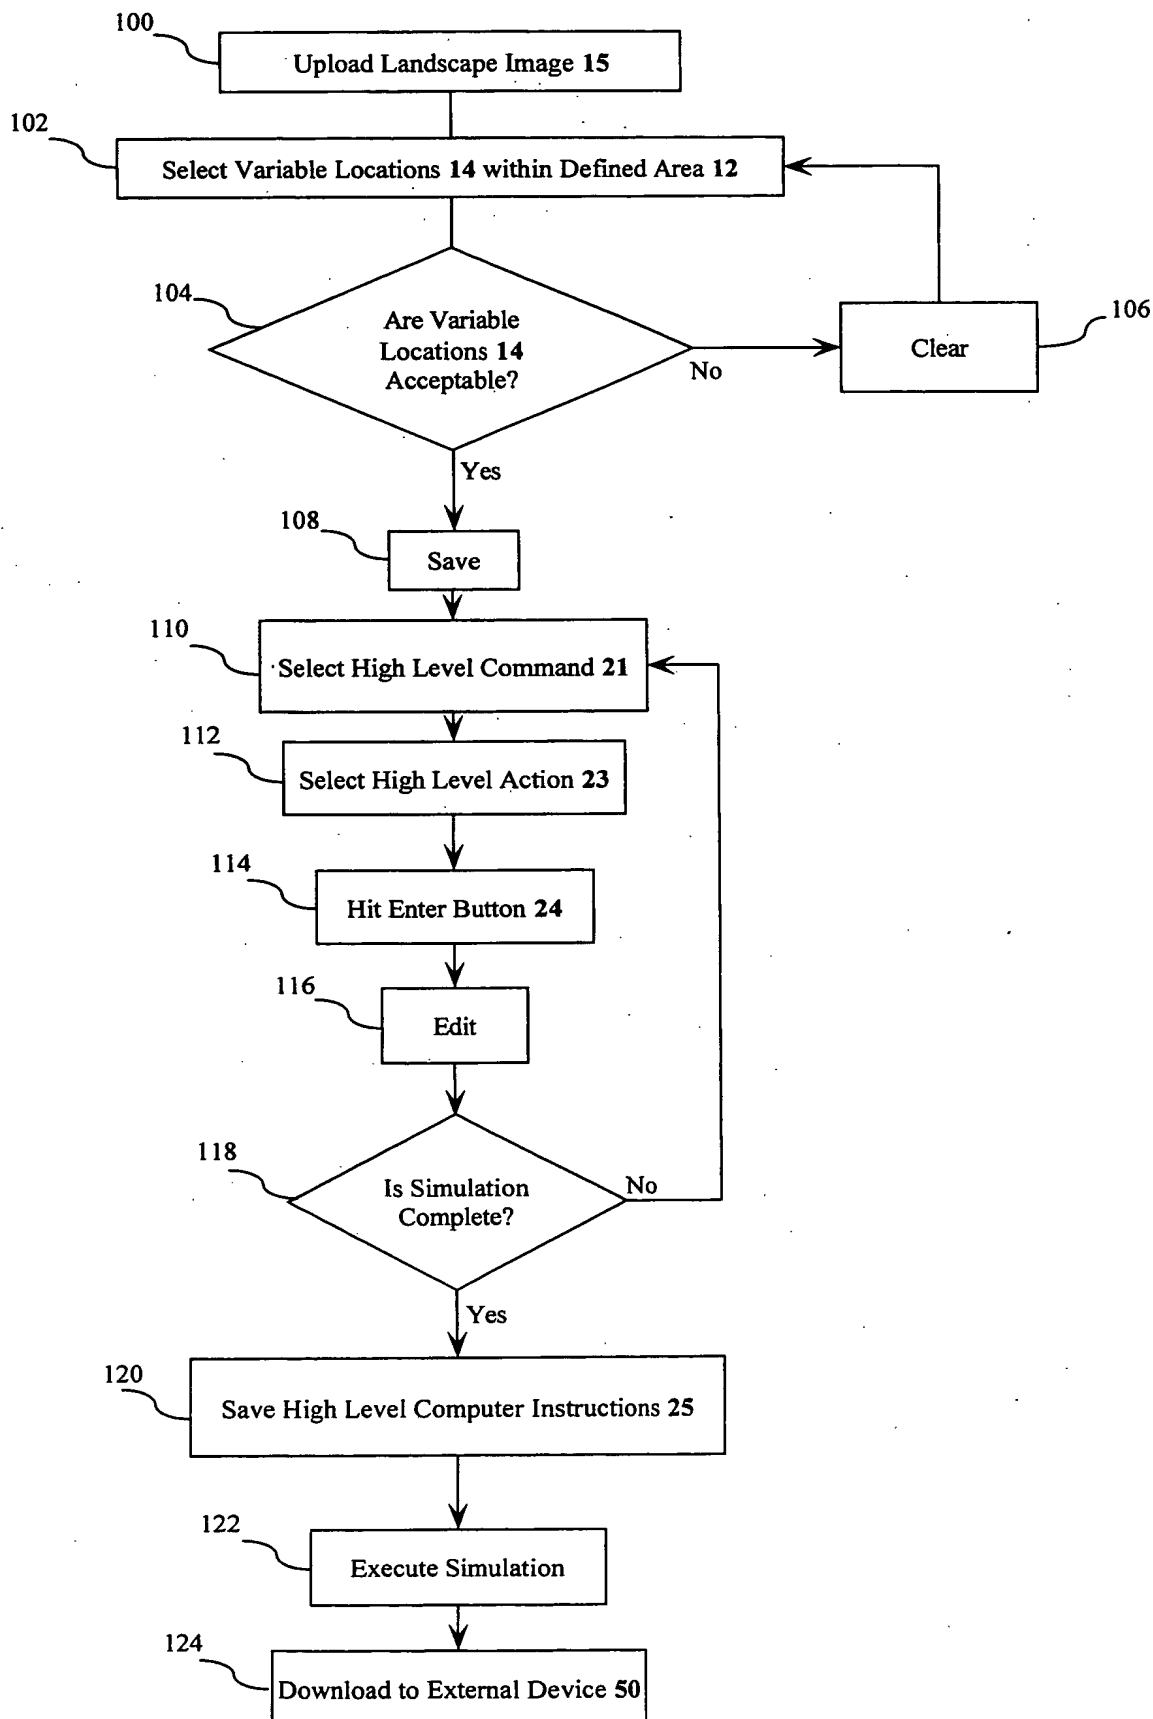 100
Upload Landscape Image 15
102
Select Variable Locations 14 within Defined Area 12
104
Are Variable
Locations 14
Acceptable?
No
106
Clear
Yes
108
Save
110
Select High Level Command 21
112
Select High Level Action 23
114
Hit Enter Button 24
116
Edit
118
Is Simulation
Complete?
No
Yes
120
Save High Level Computer Instructions 25
122
Execute Simulation
124
Download to External Device 50